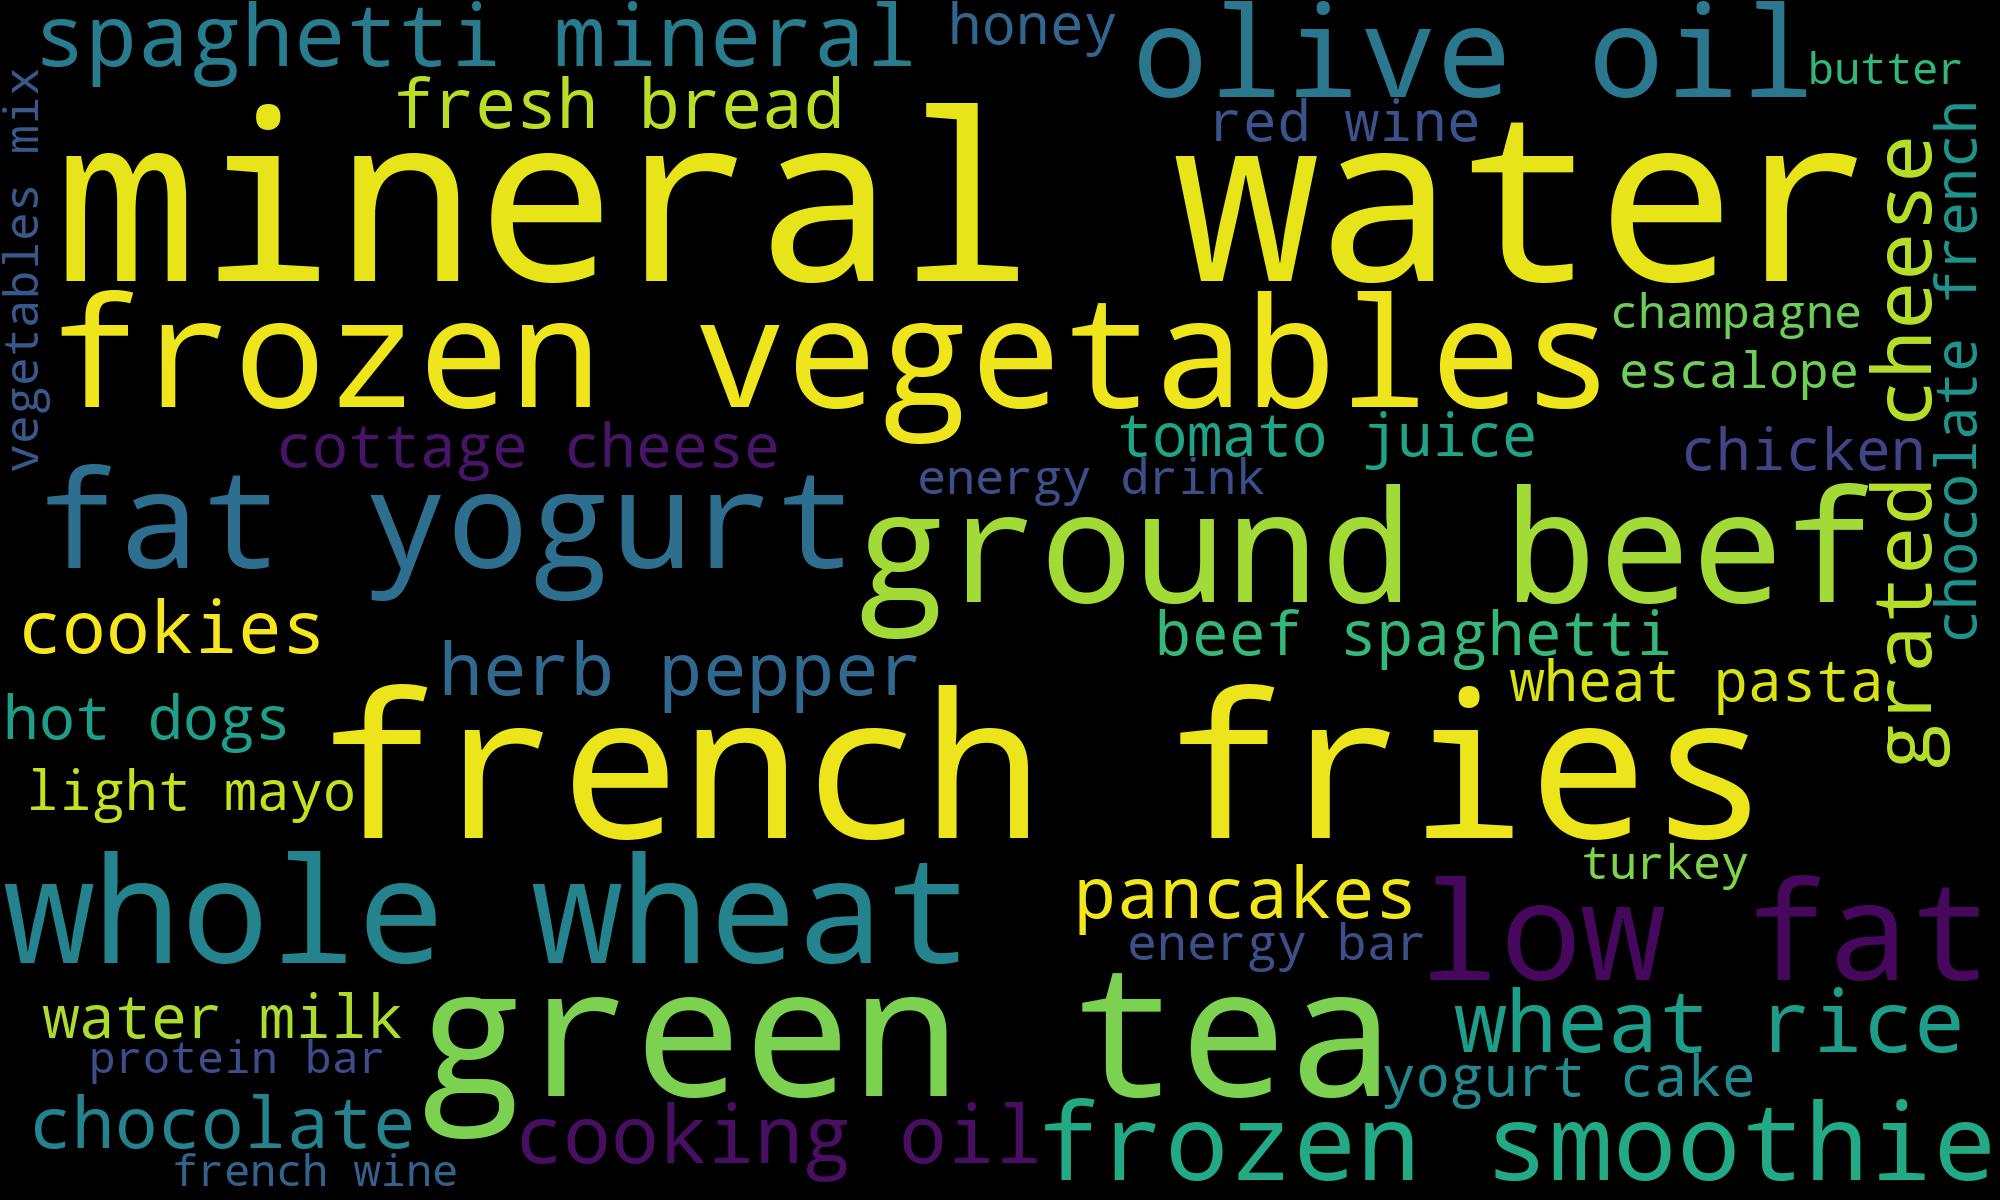 spaghetti mineral
honey
olive oil
butter
fresh bread
red wine
vegetables mix
mineral water
chocolate french
grated cheese
frozen vegetables
champagne
escalope
cottage cheese
tomato juice
chicken
energy drink
fat yogurt
ground beef
cookies
beef spaghetti
herb pepper
wheat pasta
hot dogs
french fries
light mayo
turkey
whole wheat
pancakes
low fat
energy bar
water milk
green tea
wheat rice
protein bar
yogurt cake
chocolate
cooking oil
frozen smoothie
french wine